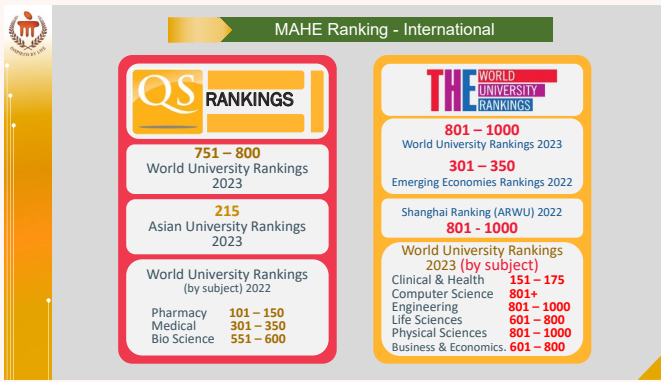 MAHE Ranking - International
INSPIRED BY LIFE
QS RANKINGS
751 – 800
World University Rankings
2023
215
Asian University Rankings
2023
World University Rankings
(by subject) 2022
Pharmacy 101 – 150
Medical 301 – 350
Bio Science 551 – 600
THE WORLD
UNIVERSITY
RANKINGS
801 – 1000
World University Rankings 2023
301 – 350
Emerging Economies Rankings 2022
Shanghai Ranking (ARWU) 2022
801 - 1000
World University Rankings
2023 (by subject)
Clinical & Health 151 – 175
Computer Science 801+
Engineering 801 – 1000
Life Sciences 601 – 800
Physical Sciences 801 – 1000
Business & Economics. 601 – 800